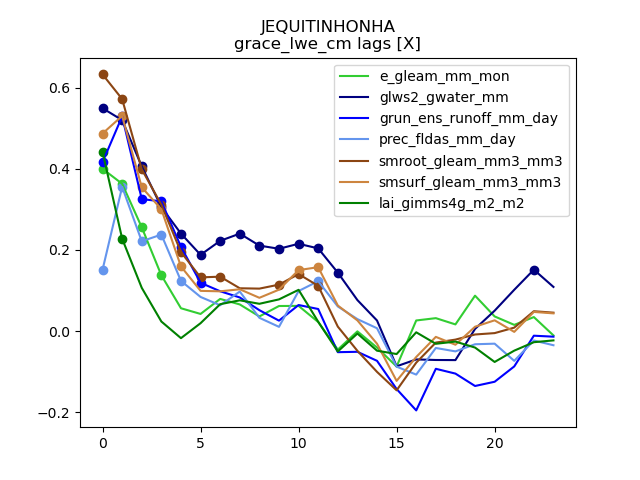 JEQUITINHONHA
grace_lwe_cm lags [X]
e_gleam_mm_mon
glws2_gwater_mm
grun_ens_runoff_mm_day
prec_fldas_mm_day
smroot_gleam_mm3_mm3
smsurf_gleam_mm3_mm3
lai_gimms4g_m2_m2
0.6
0.4
0.2
0.0
−0.2
0 5 10 15 20